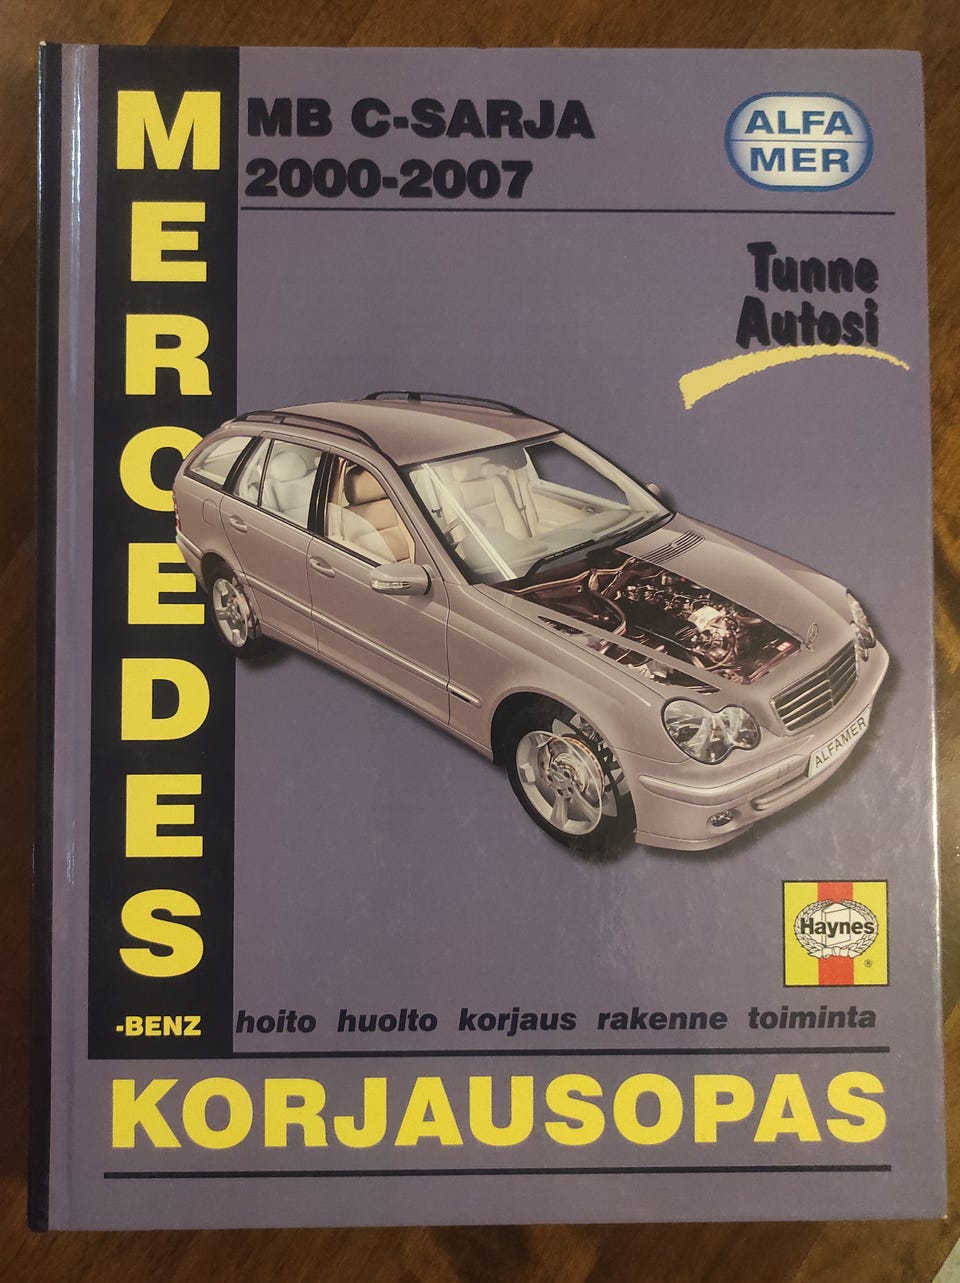 MERCEDES
-BENZ
MB C-SARJA
2000-2007
ALFA
MER
Tunne
Autosi
ALFAMER
Haynes
®
hoito huolto korjaus rakenne toiminta
KORJAUSOPAS